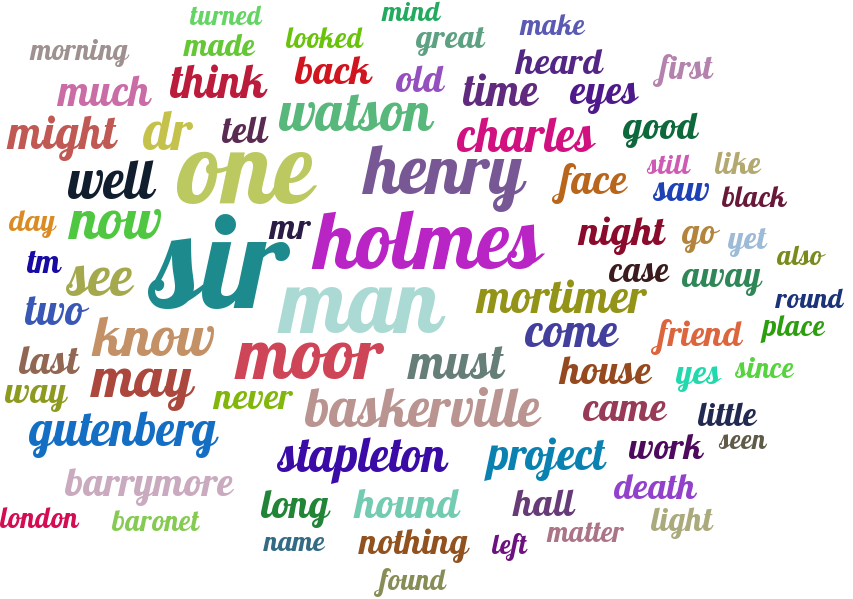 turned mind make
morning made looked great
much think back old time heard eyes first
might dr tell watson charles good
well one henry face still like
saw black
day now mr holmes night go yet
tm see sir case away also
two man mortimer round
know come friend place
last moor must house yes since
way may never
baskerville came little
gutenberg stapleton project work seen
barrymore death
london baronet long hound hall light
name nothing left matter
found